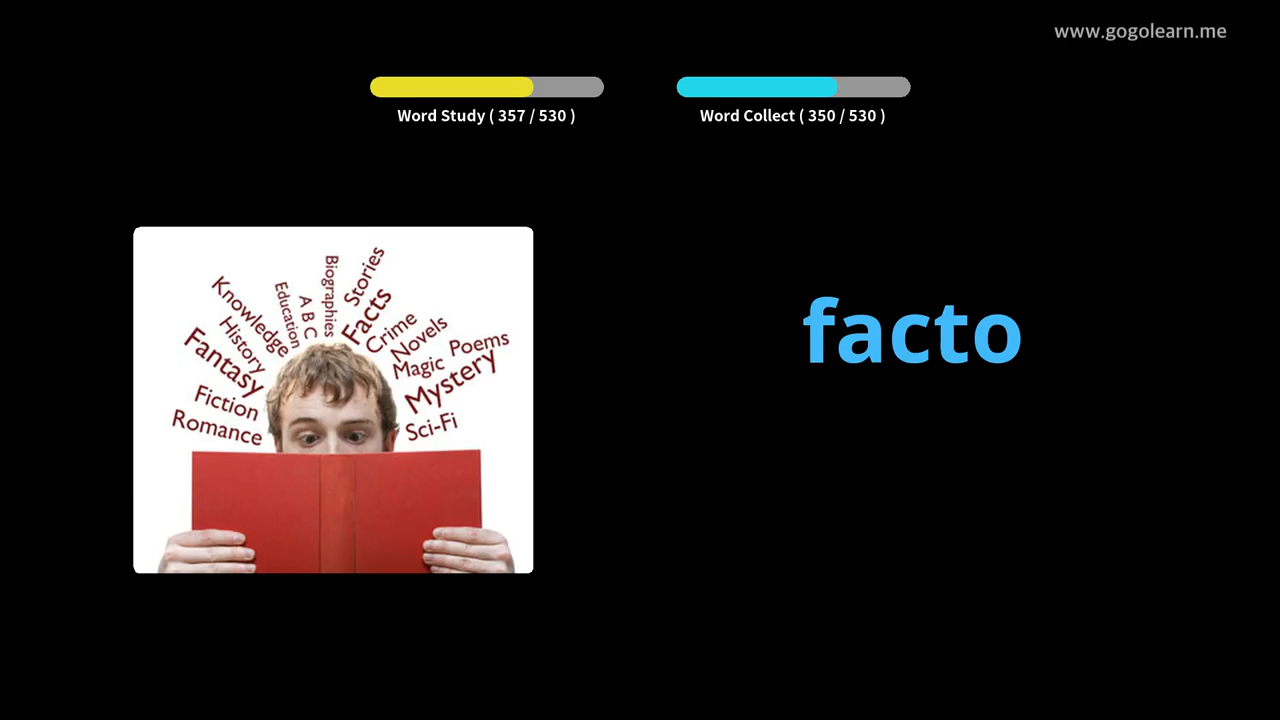 www.gogolearn.me
Word Study ( 357 / 530 )
Word Collect ( 350 / 530 )
facto
Romance
Fiction
Fantasy
History
Knowledge
Education
A B C
Biographies
Stories
Facts
Crime
Novels
Magic
Poems
Mystery
Sci-Fi